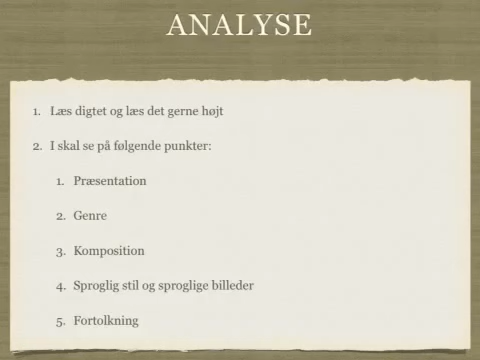 ANALYSE
1. Læs digtet og læs det gerne højt
2. I skal se på følgende punkter:
1. Præsentation
2. Genre
3. Komposition
4. Sproglig stil og sproglige billeder
5. Fortolkning